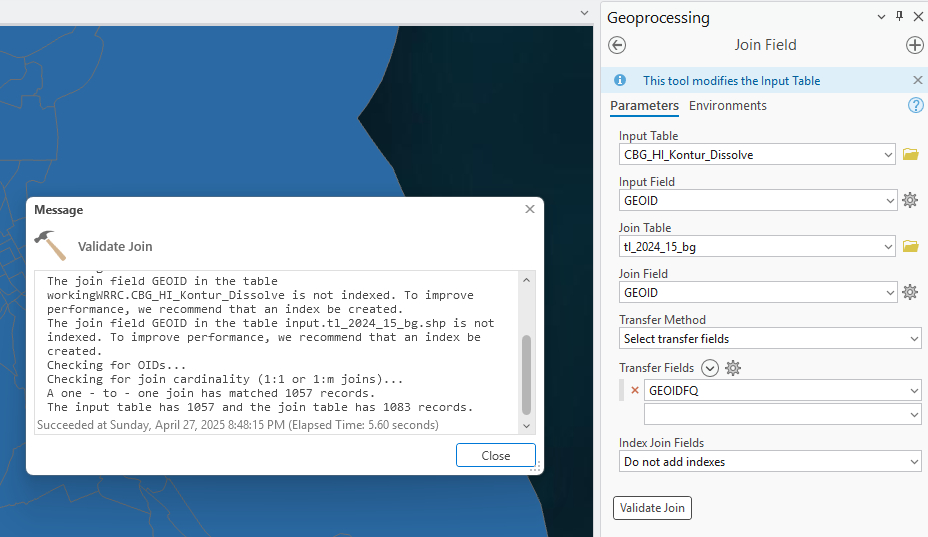 Geoprocessing
Join Field
This tool modifies the Input Table
Parameters Environments
Input Table
CBG_HI_Kontur_Dissolve
Input Field
GEOID
Join Table
tl_2024_15_bg
Join Field
GEOID
Transfer Method
Select transfer fields
Transfer Fields
GEOIDFQ
Index Join Fields
Do not add indexes
Validate Join
Message
Validate Join
The join field GEOID in the table
workingWRRC.CBG_HI_Kontur_Dissolve is not indexed. To improve
performance, we recommend that an index be created.
The join field GEOID in the table input.tl_2024_15_bg.shp is not
indexed. To improve performance, we recommend that an index be
created.
Checking for OIDs...
Checking for join cardinality (1:1 or 1:m joins)...
A one - to - one join has matched 1057 records.
The input table has 1057 and the join table has 1083 records.
Succeeded at Sunday, April 27, 2025 8:48:15 PM (Elapsed Time: 5.60 seconds)
Close